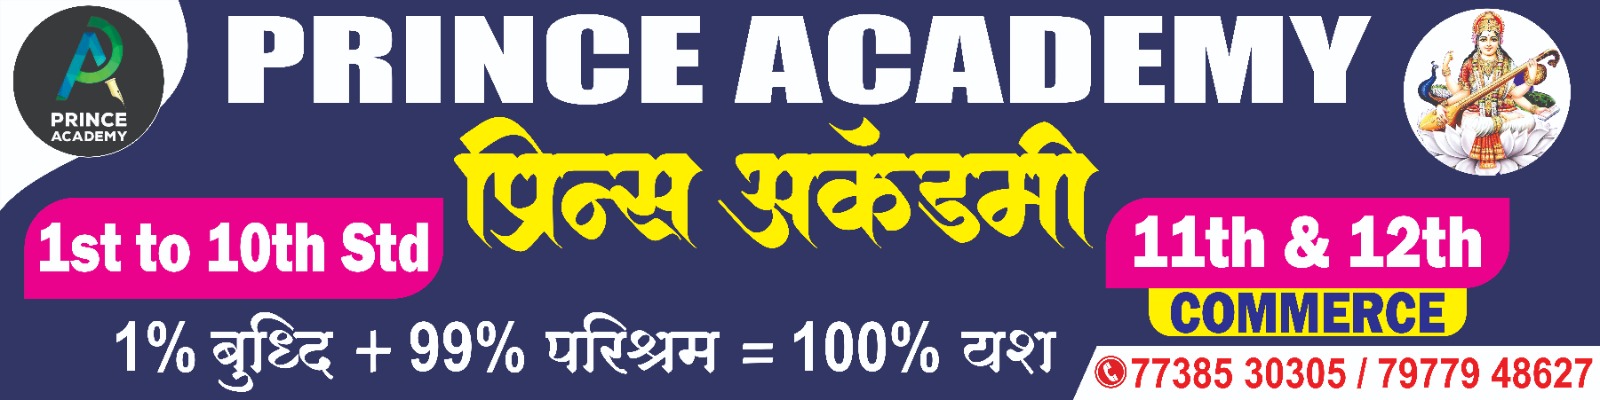 PRINCE
ACADEMY
PRINCE ACADEMY
प्रिन्स अकॅडमी
1st to 10th Std
11th & 12th
COMMERCE
1% बुध्दि + 99% परिश्रम = 100% यश
77385 30305 / 79779 48627